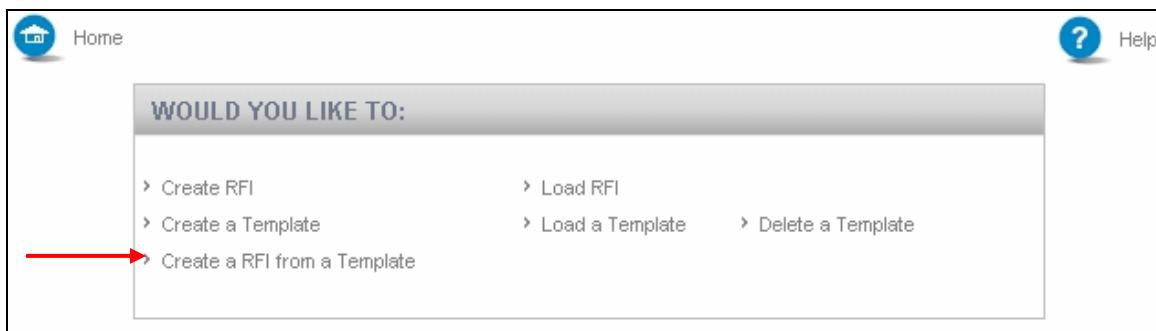 Home
? Help
WOULD YOU LIKE TO:
> Create RFI > Load RFI
> Create a Template > Load a Template > Delete a Template
> Create a RFI from a Template